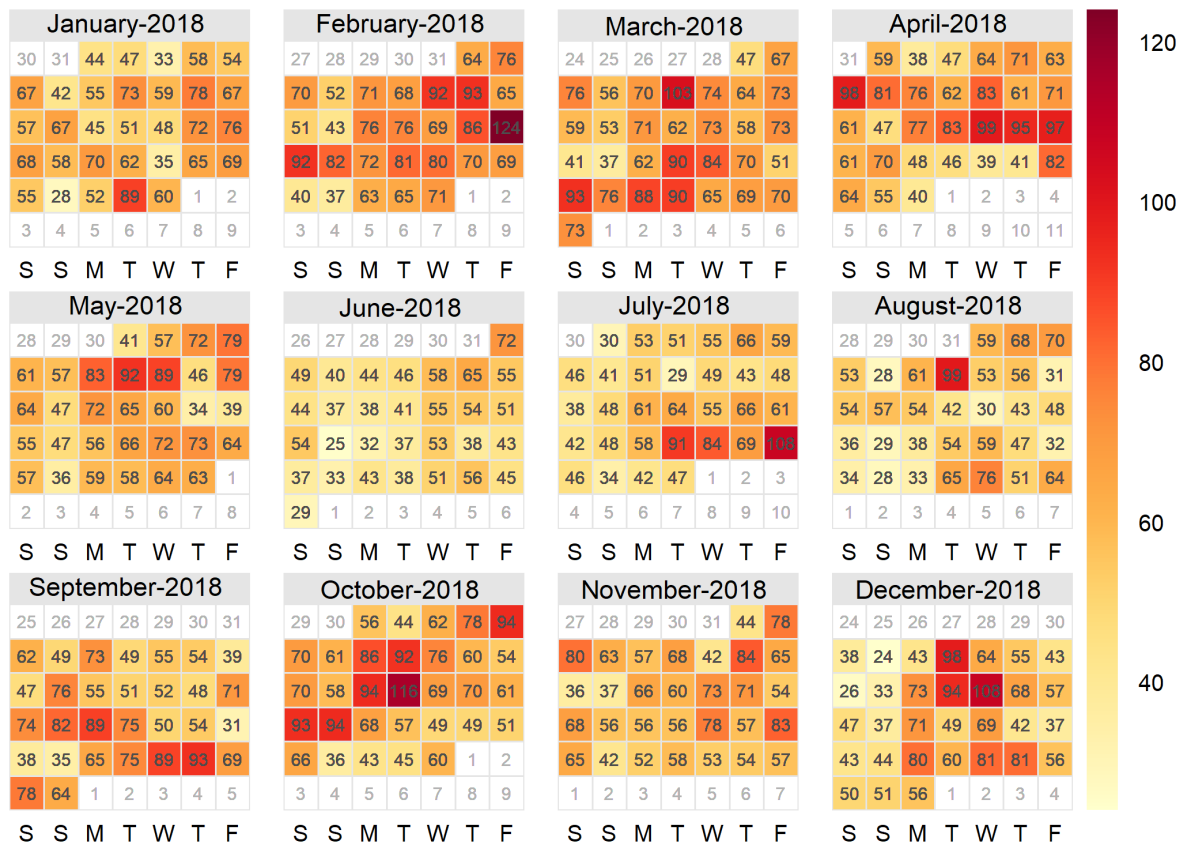 January-2018 February-2018 March-2018 April-2018
30 31 44 47 33 58 54 27 28 29 30 31 64 76 24 25 26 27 28 47 67 31 59 38 47 64 71 63 120
67 42 55 73 59 78 67 70 52 71 68 92 93 65 76 56 70 103 74 64 73 98 81 76 62 83 61 71
57 67 45 51 48 72 76 51 43 76 76 69 86 124 59 53 71 62 73 58 73 61 47 77 83 99 95 97
68 58 70 62 35 65 69 92 82 72 81 80 70 69 41 37 62 90 84 70 51 61 70 48 46 39 41 82
55 28 52 89 60 1 2 40 37 63 65 71 1 2 93 76 88 90 65 69 70 64 55 40 1 2 3 4 100
3 4 5 6 7 8 9 3 4 5 6 7 8 9 73 1 2 3 4 5 6 5 6 7 8 9 10 11
S S M T W T F S S M T W T F S S M T W T F S S M T W T F
May-2018 June-2018 July-2018 August-2018
28 29 30 41 57 72 79 26 27 28 29 30 31 72 30 30 53 51 55 66 59 28 29 30 31 59 68 70
61 57 83 92 89 46 79 49 40 44 46 58 65 55 46 41 51 29 49 43 48 53 28 61 99 53 56 31 80
64 47 72 65 60 34 39 44 37 38 41 55 54 51 38 48 61 64 55 66 61 54 57 54 42 30 43 48
55 47 56 66 72 73 64 54 25 32 37 53 38 43 42 48 58 91 84 69 108 36 29 38 54 59 47 32
57 36 59 58 64 63 1 37 33 43 38 51 56 45 46 34 42 47 1 2 3 34 28 33 65 76 51 64
2 3 4 5 6 7 8 29 1 2 3 4 5 6 4 5 6 7 8 9 10 1 2 3 4 5 6 7 60
S S M T W T F S S M T W T F S S M T W T F S S M T W T F
September-2018 October-2018 November-2018 December-2018
25 26 27 28 29 30 31 29 30 56 44 62 78 94 27 28 29 30 31 44 78 24 25 26 27 28 29 30
62 49 73 49 55 54 39 70 61 86 92 76 60 54 80 63 57 68 42 84 65 38 24 43 98 64 55 43
47 76 55 51 52 48 71 70 58 94 116 69 70 61 36 37 66 60 73 71 54 26 33 73 94 108 68 57 40
74 82 89 75 50 54 31 93 94 68 57 49 49 51 68 56 56 56 78 57 83 47 37 71 49 69 42 37
38 35 65 75 89 93 69 66 36 43 45 60 1 2 65 42 52 58 53 54 57 43 44 80 60 81 81 56
78 64 1 2 3 4 5 3 4 5 6 7 8 9 1 2 3 4 5 6 7 50 51 56 1 2 3 4
S S M T W T F S S M T W T F S S M T W T F S S M T W T F